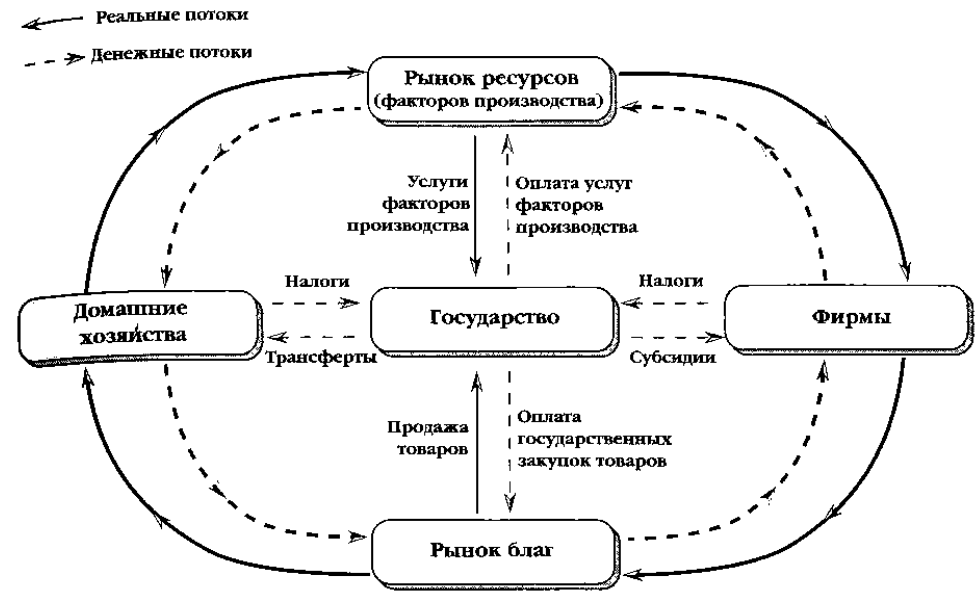 Реальные потоки
Денежные потоки
Рынок ресурсов
(факторов производства)
Услуги
факторов
производства
Оплата услуг
факторов
производства
Налоги
Налоги
Домашние
хозяйства
Государство
Фирмы
Трансферты
Субсидии
Продажа
товаров
Оплата
государственных
закупок товаров
Рынок благ